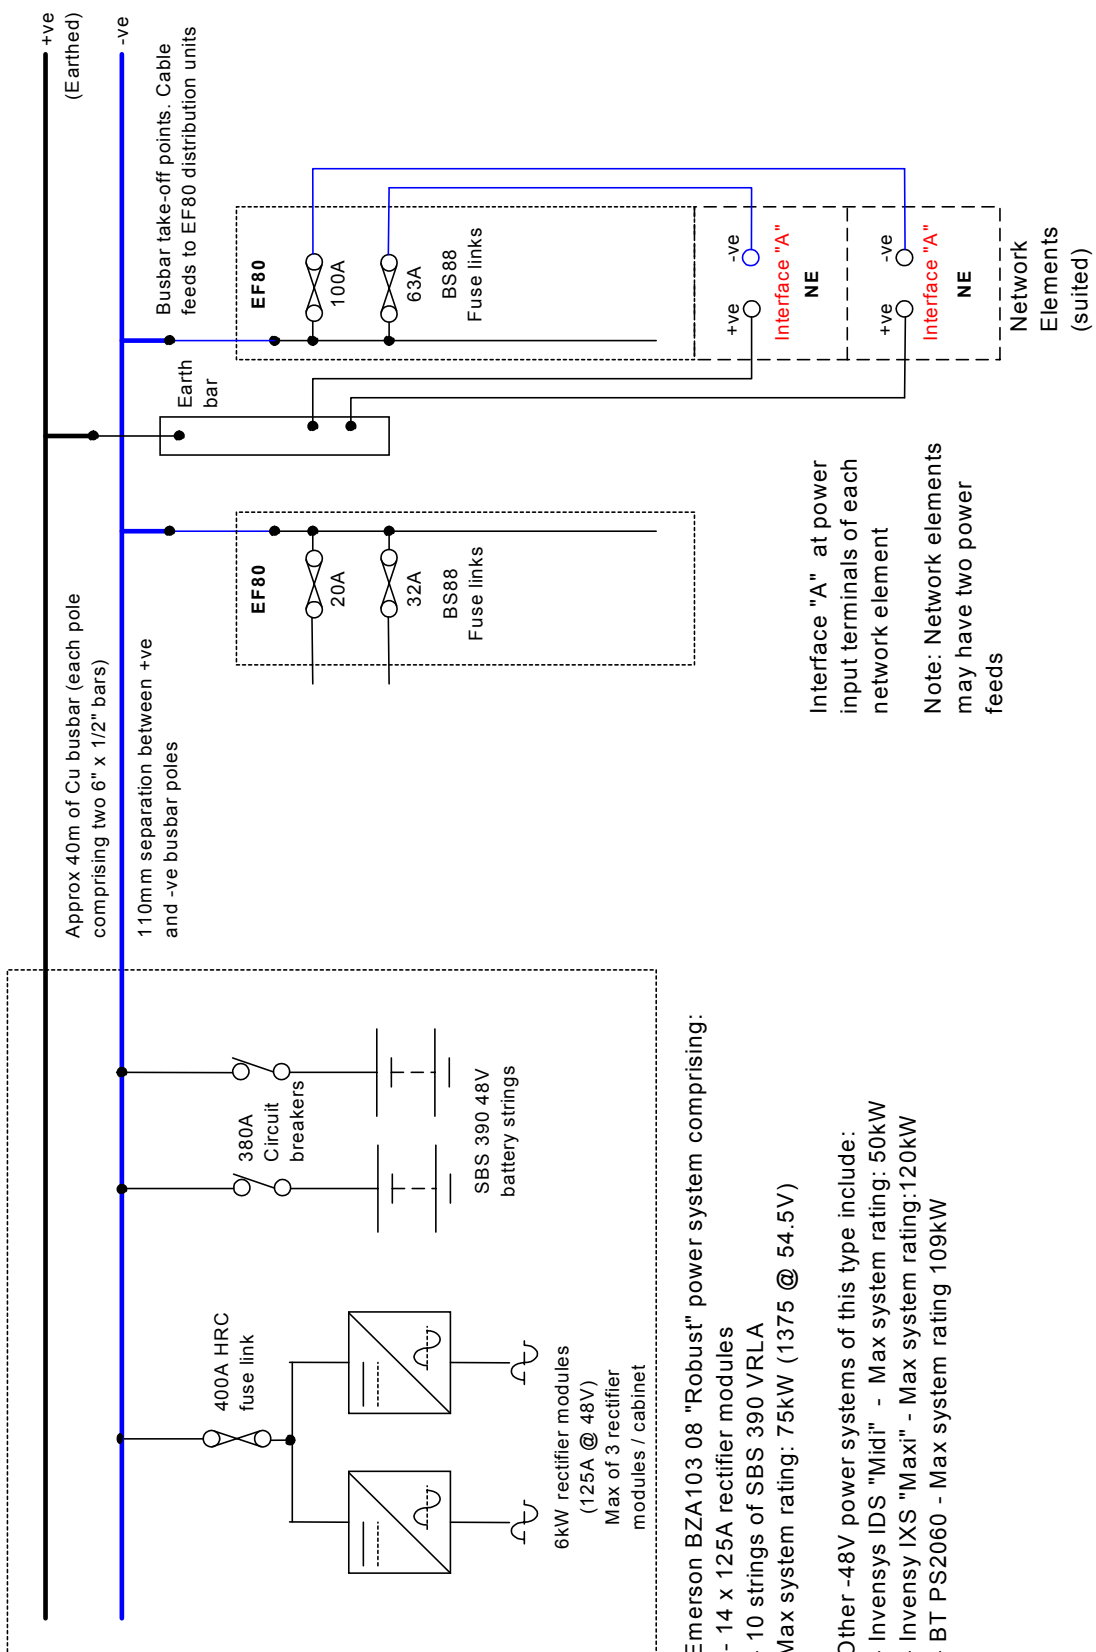 +ve
(Earthed)
-ve
Approx 40m of Cu busbar (each pole
comprising two 6" x 1/2" bars)
110mm separation between +ve
and -ve busbar poles
Busbar take-off points. Cable
feeds to EF80 distribution units
400A HRC
fuse link
380A
Circuit
breakers
SBS 390 48V
battery strings
6kW rectifier modules
(125A @ 48V)
Max of 3 rectifier
modules / cabinet
EF80
20A
32A
BS88
Fuse links
Earth
bar
EF80
100A
63A
BS88
Fuse links
+ve
-ve
Interface "A"
NE
+ve
-ve
Interface "A"
NE
Network
Elements
(suited)
Interface "A" at power
input terminals of each
network element
Note: Network elements
may have two power
feeds
Emerson BZA103 08 "Robust" power system comprising:
- 14 x 125A rectifier modules
- 10 strings of SBS 390 VRLA
Max system rating: 75kW (1375 @ 54.5V)
Other -48V power systems of this type include:
- Invensys IDS "Midi" - Max system rating: 50kW
- Invensy IXS "Maxi" - Max system rating:120kW
- BT PS2060 - Max system rating 109kW